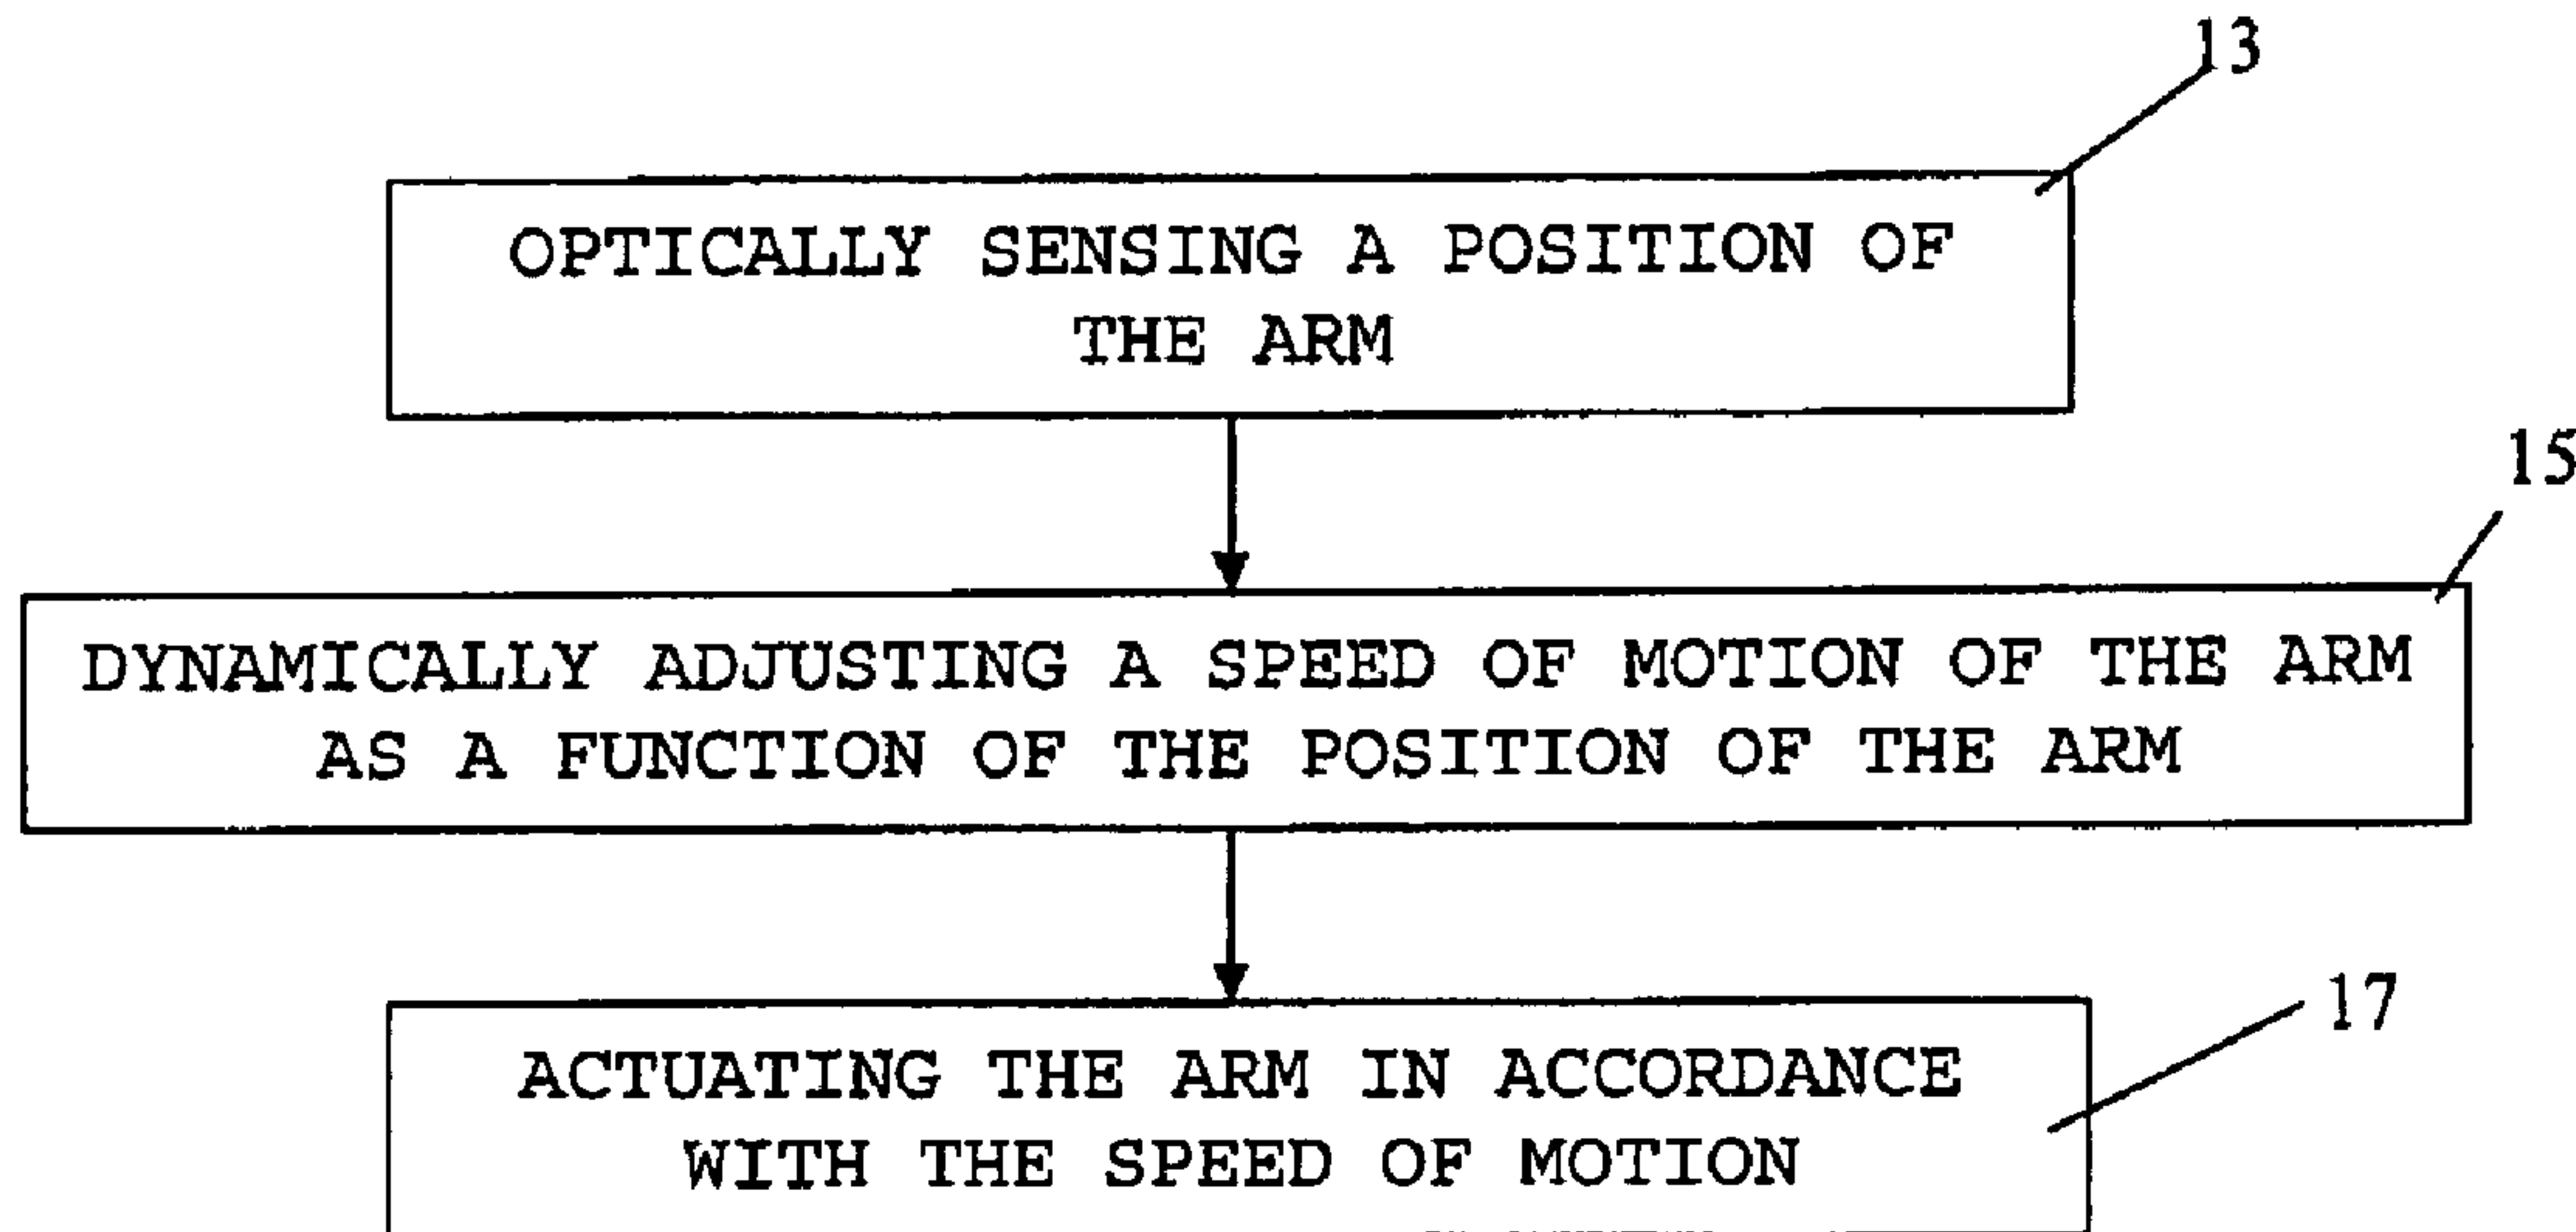 13
OPTICALLY SENSING A POSITION OF
THE ARM
15
DYNAMICALLY ADJUSTING A SPEED OF MOTION OF THE ARM
AS A FUNCTION OF THE POSITION OF THE ARM
17
ACTUATING THE ARM IN ACCORDANCE
WITH THE SPEED OF MOTION